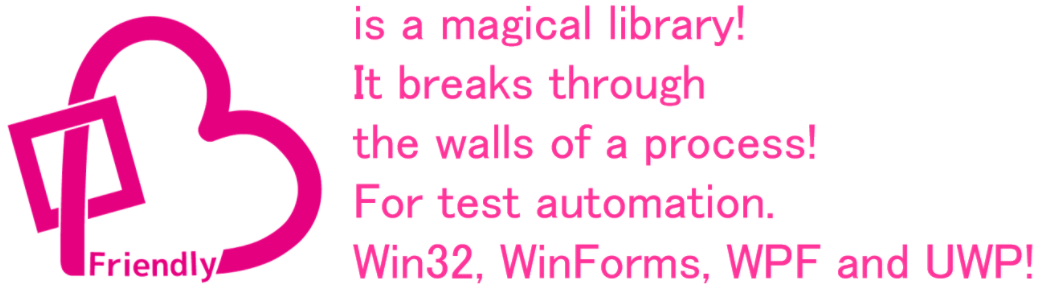 Friendly
is a magical library!
It breaks through
the walls of a process!
For test automation.
Win32, WinForms, WPF and UWP!